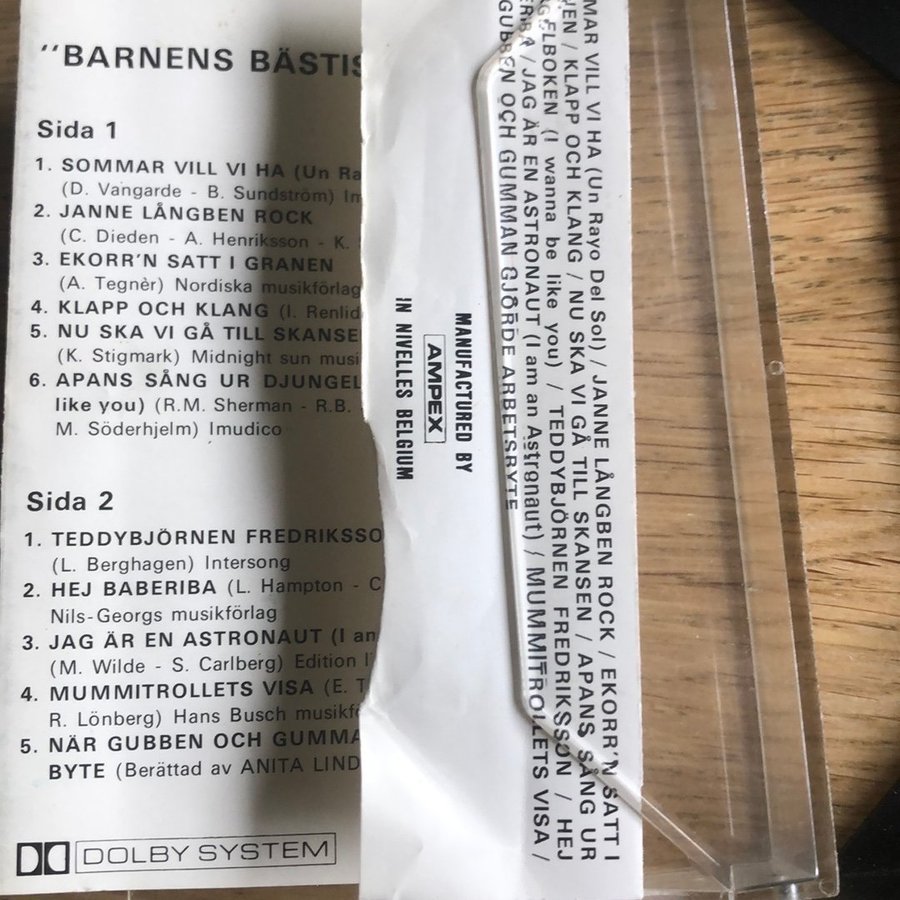 "BARNENS BÄSTIS
Sida 1
1. SOMMAR VILL VI HA (Un Ra
(D. Vangarde - B. Sundström) Im
2. JANNE LÅNGBEN ROCK
(C. Dieden - A. Henriksson - K.
3. EKORR'N SATT I GRANEN
(A. Tegnèr) Nordiska musikförlag
4. KLAPP OCH KLANG (I. Renlid
5. NU SKA VI GÅ TILL SKANSE
(K. Stigmark) Midnight sun musi
6. APANS SÅNG UR DJUNGEL
like you) (R.M. Sherman - R.B.
M. Söderhjelm) Imudico
Sida 2
1. TEDDYBJÖRNEN FREDRIKSSO
(L. Berghagen) Intersong
2. HEJ BABERIBA (L. Hampton - C
Nils-Georgs musikförlag
3. JAG ÄR EN ASTRONAUT (I an
(M. Wilde - S. Carlberg) Edition
4. MUMMITROLLETS VISA (E. T
R. Lönberg) Hans Busch musikfö
5. NÄR GUBBEN OCH GUMMA
BYTE (Berättad av ANITA LIND
DOLBY SYSTEM
MANUFACTURED BY
AMPEX
IN NIVELLES BELGIUM
MAR VILL VI HA (Un Rayo Del Sol) / JANNE LÅNGBEN ROCK / EKORR'N SATT I
NEN / KLAPP OCH KLANG / NU SKA VI GÅ TILL SKANSEN / APANS SÅNG UR
GELBOKEN (I wanna be like you) / TEDDYBJÖRNEN FREDRIKSSON / HEJ
ERIBA / JAG ÄR EN ASTRONAUT (I am an Astronaut) / MUMMITROLLETS VISA /
GUBBEN OCH GUMMAN GJORDE ARBETSBYTE